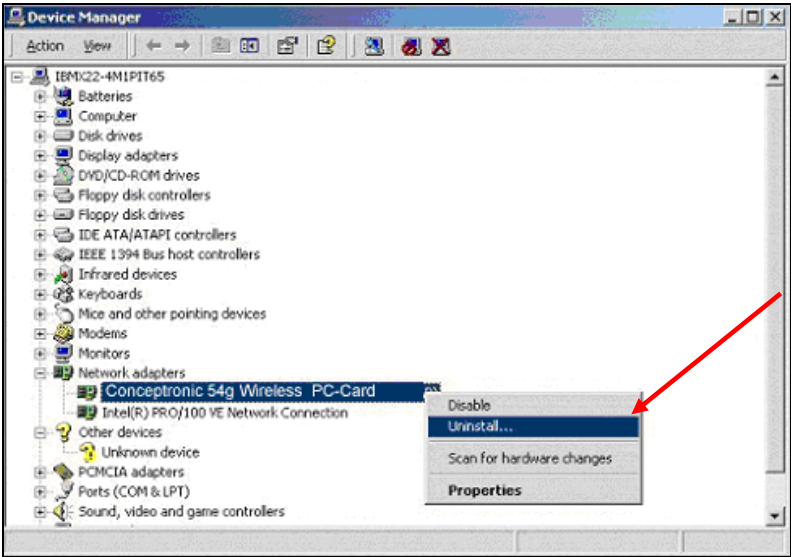 Device Manager
Action View
IBMX22-4M1PIT65
Batteries
Computer
Disk drives
Display adapters
DVD/CD-ROM drives
Floppy disk controllers
Floppy disk drives
IDE ATA/ATAPI controllers
IEEE 1394 Bus host controllers
Infrared devices
Keyboards
Mice and other pointing devices
Modems
Monitors
Network adapters
Conceptronic 54g Wireless PC-Card
Intel(R) PRO/100 VE Network Connection
Other devices
Unknown device
PCMCIA adapters
Ports (COM & LPT)
Sound, video and game controllers
Disable
Uninstall...
Scan for hardware changes
Properties